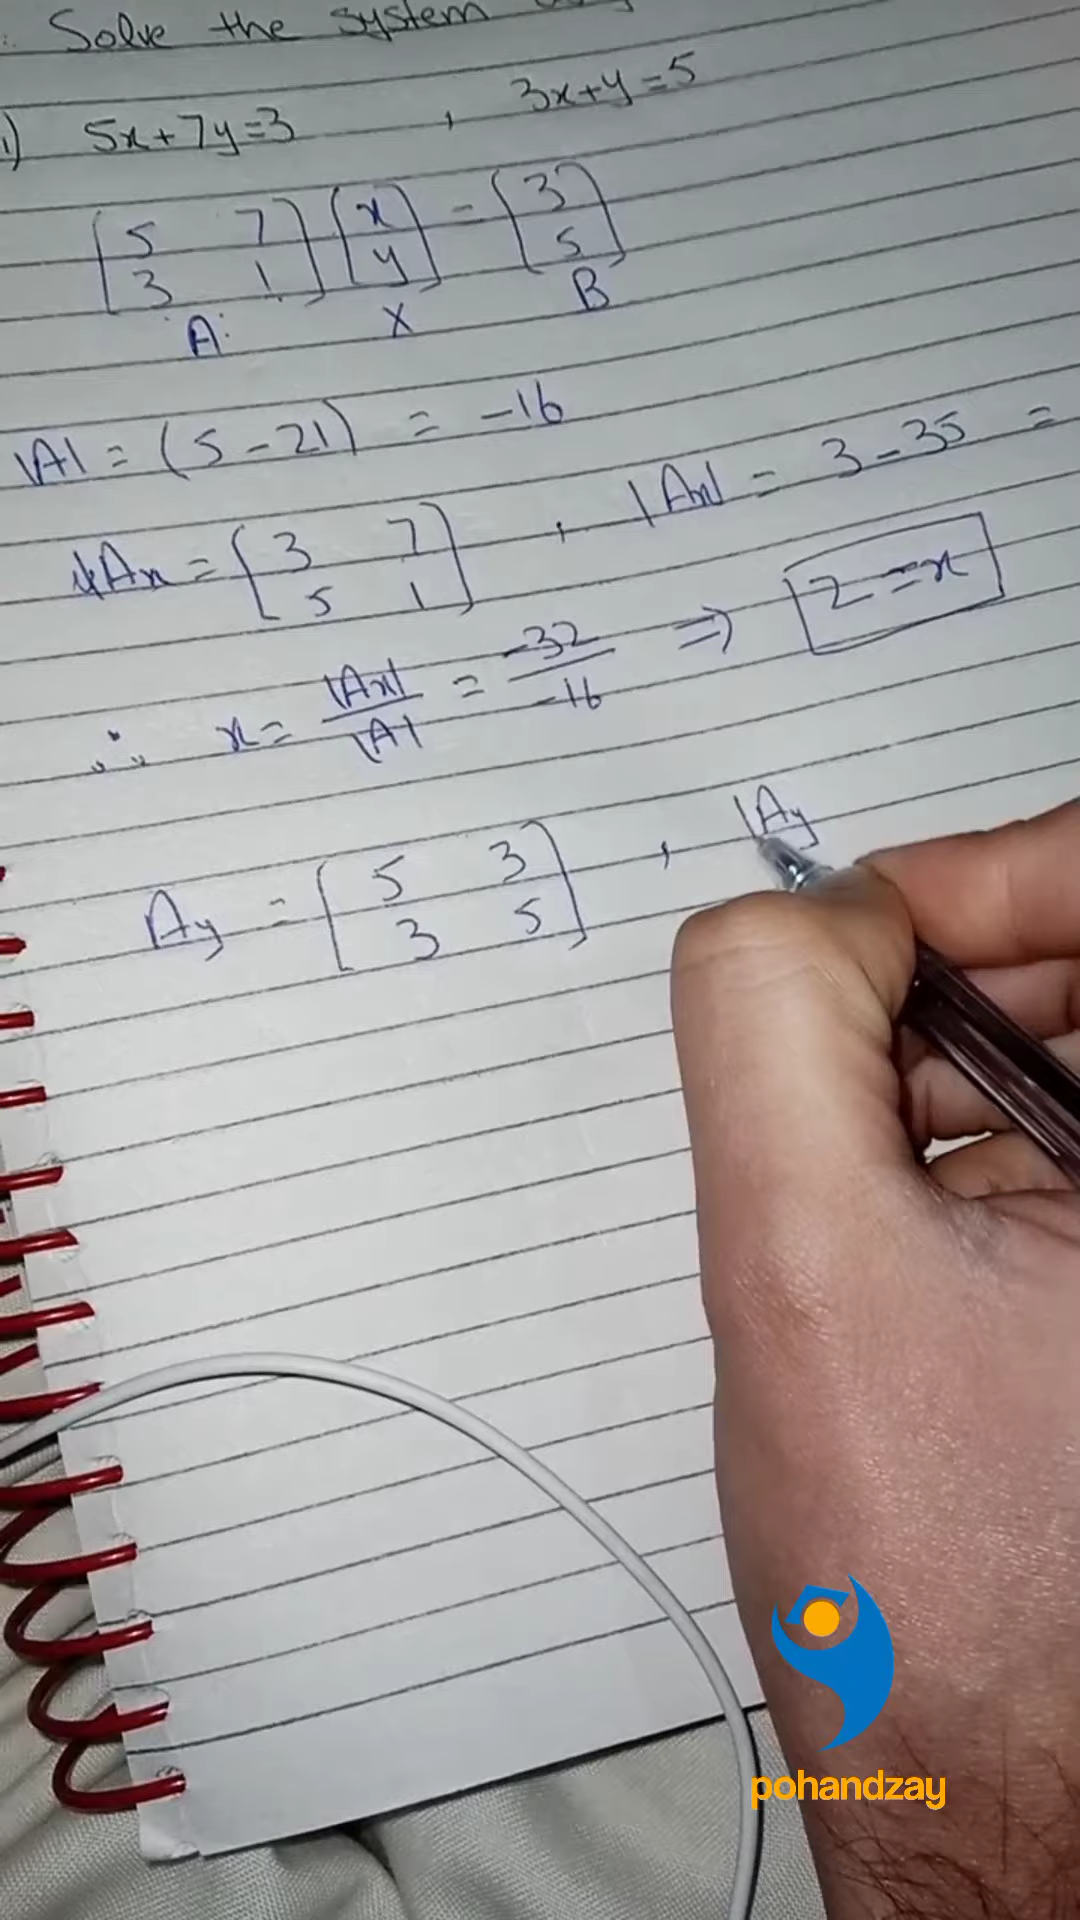 Solve the system
1) 5x+7y=3 , 3x+y=5
[5 7 3 1] [x y] = [3 5]
A X B
|A| = (5-21) = -16
Ax = [3 7 5 1] , |Ax| = 3-35 =
∴ x = |Ax| / |A| = -32 / -16 ⇒ 2=x
Ay = [5 3 3 5] , |Ay
pohandzay